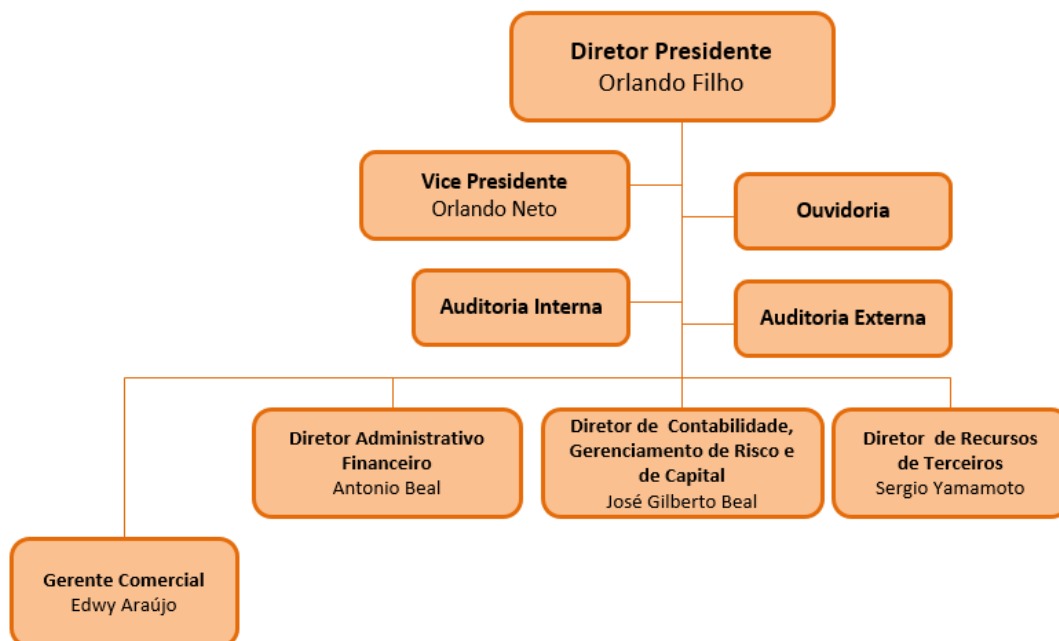 Diretor Presidente
Orlando Filho
Vice Presidente
Orlando Neto
Ouvidoria
Auditoria Interna
Auditoria Externa
Diretor Administrativo
Financeiro
Antonio Beal
Diretor de Contabilidade,
Gerenciamento de Risco e
de Capital
José Gilberto Beal
Diretor de Recursos
de Terceiros
Sergio Yamamoto
Gerente Comercial
Edwy Araújo